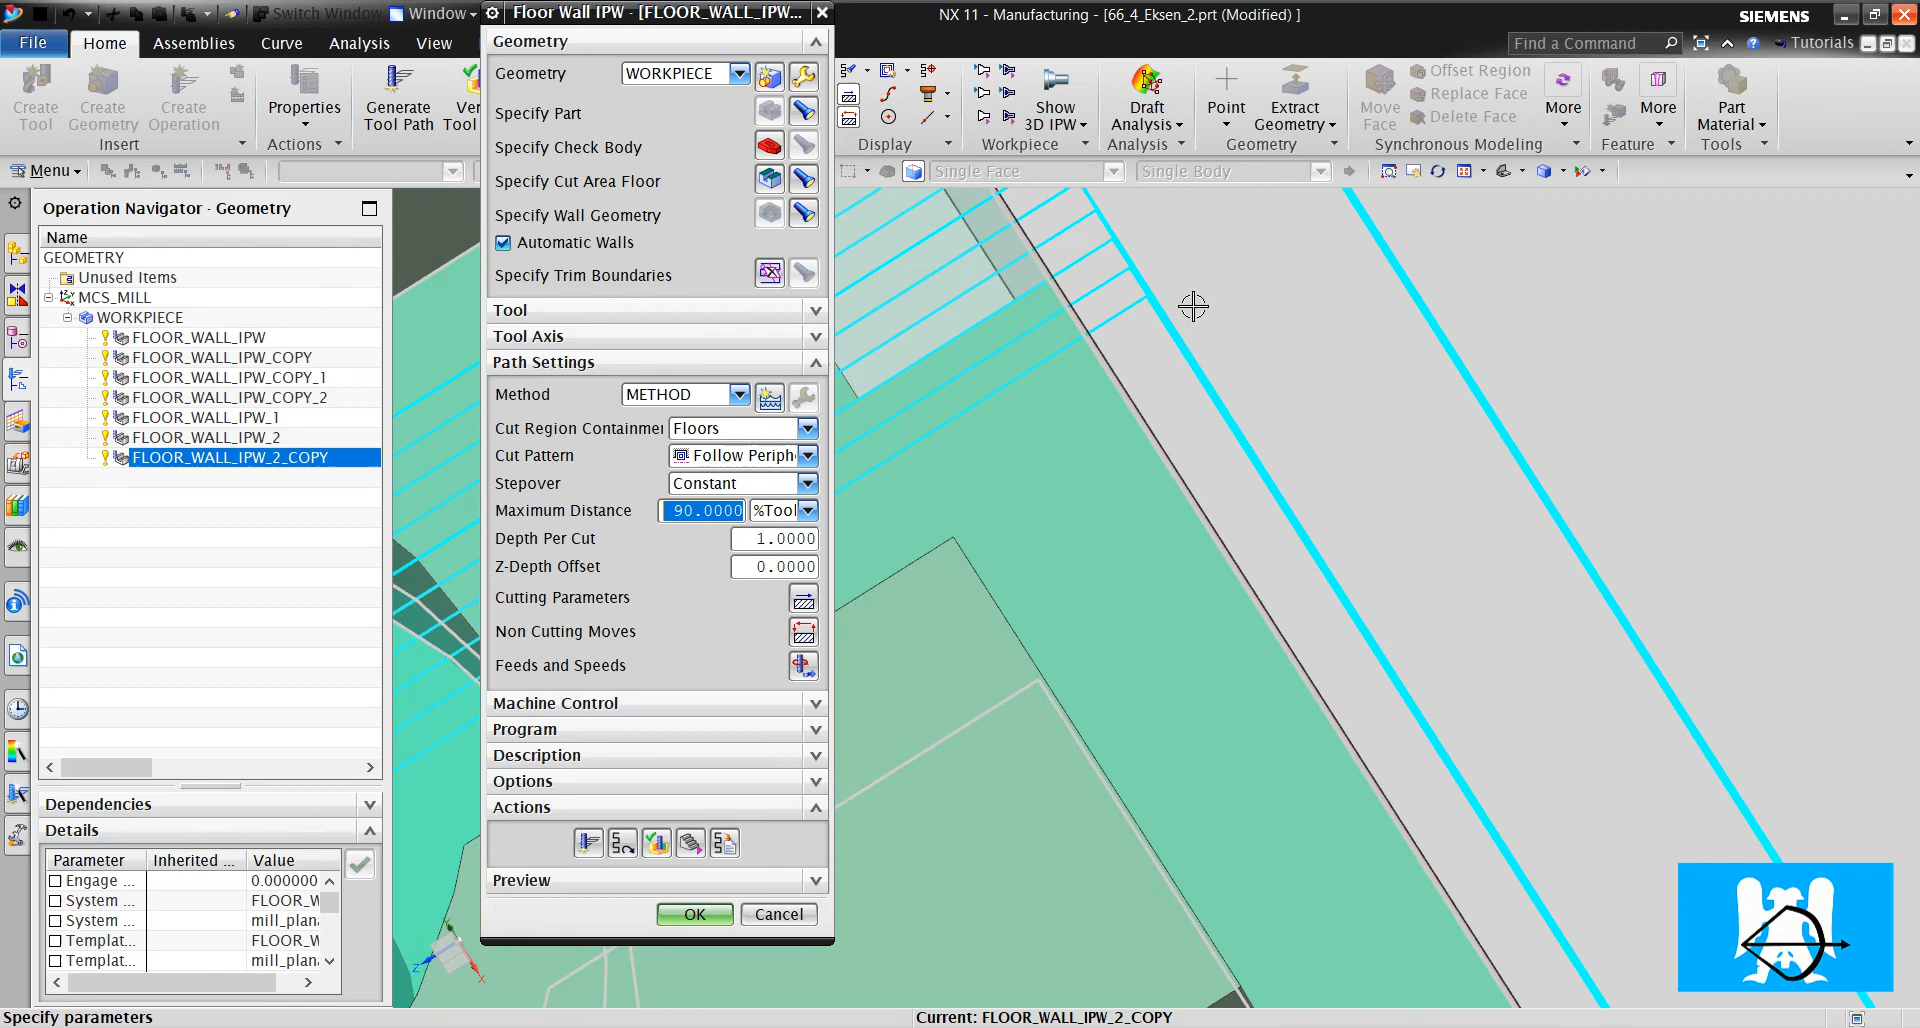 Switch Window
Window
Floor Wall IPW - [FLOOR_WALL_IPW...
NX 11 - Manufacturing - [66_4_Eksen_2.prt (Modified) ]
SIEMENS
File
Home
Assemblies
Curve
Analysis
View
Find a Command
Tutorials
Create Tool
Create Geometry
Create Operation
Properties
Generate Tool Path
Ver
Tool
Show 3D IPW
Draft Analysis
Point
Extract Geometry
Move Face
Offset Region
Replace Face
Delete Face
More
More
Part Material
Insert
Actions
Display
Workpiece
Analysis
Geometry
Synchronous Modeling
Feature
Tools
Menu
Single Face
Single Body
Operation Navigator - Geometry
Name
GEOMETRY
Unused Items
MCS_MILL
WORKPIECE
FLOOR_WALL_IPW
FLOOR_WALL_IPW_COPY
FLOOR_WALL_IPW_COPY_1
FLOOR_WALL_IPW_COPY_2
FLOOR_WALL_IPW_1
FLOOR_WALL_IPW_2
FLOOR_WALL_IPW_2_COPY
Dependencies
Details
Parameter Inherited ... Value
Engage ... 0.000000
System ... FLOOR_W
System ... mill_plan
Templat... FLOOR_W
Templat... mill_plan
Geometry
Geometry WORKPIECE
Specify Part
Specify Check Body
Specify Cut Area Floor
Specify Wall Geometry
Automatic Walls
Specify Trim Boundaries
Tool
Tool Axis
Path Settings
Method METHOD
Cut Region Containmer Floors
Cut Pattern Follow Periph
Stepover Constant
Maximum Distance 90.0000 %Tool
Depth Per Cut 1.0000
Z-Depth Offset 0.0000
Cutting Parameters
Non Cutting Moves
Feeds and Speeds
Machine Control
Program
Description
Options
Actions
Preview
OK Cancel
Z
Y
X
Specify parameters
Current: FLOOR_WALL_IPW_2_COPY